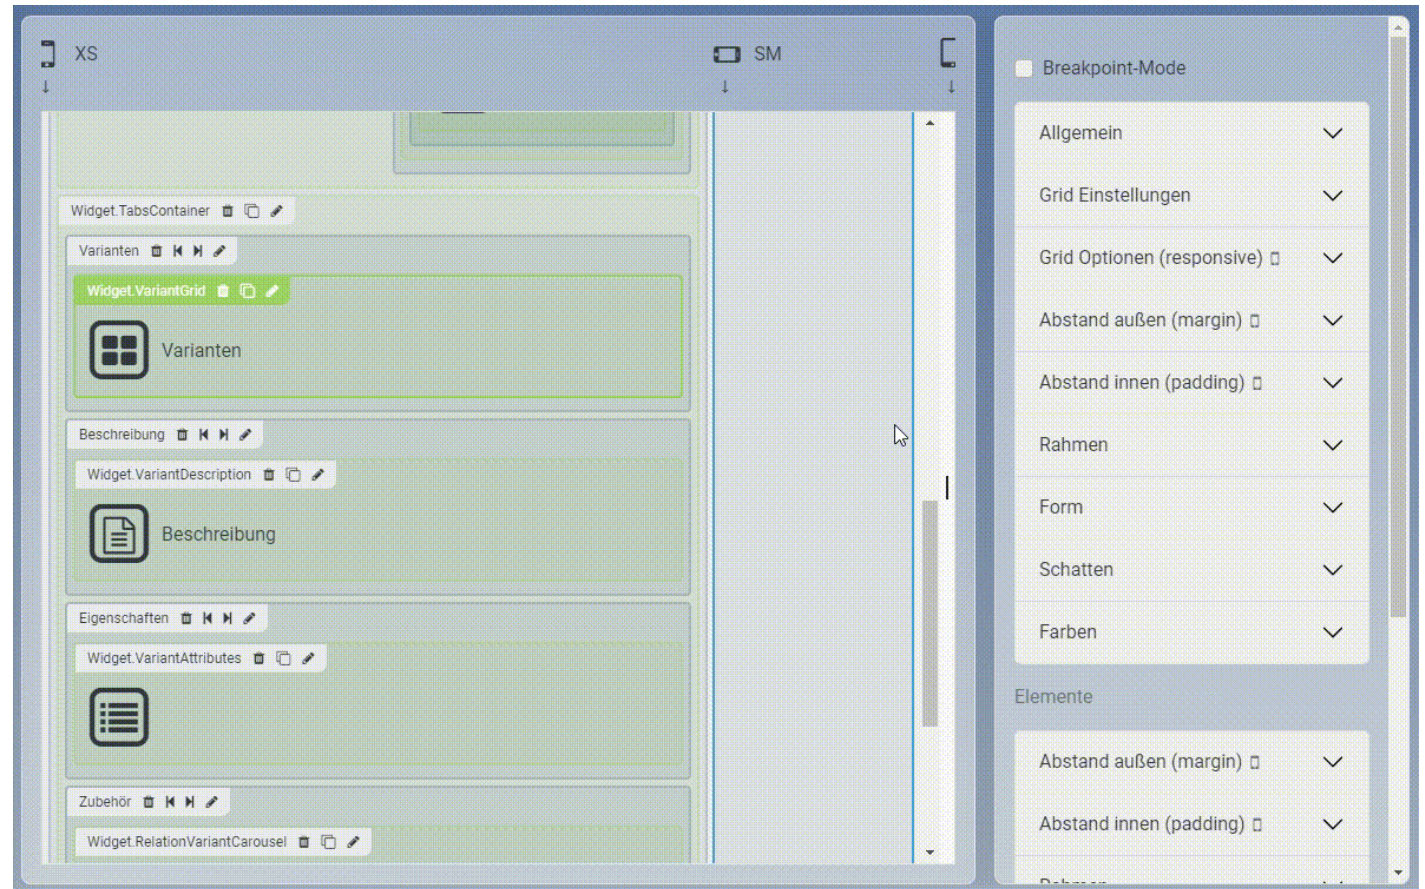 XS
SM
Widget.TabsContainer
Varianten
Widget.VariantGrid
Varianten
Beschreibung
Widget.VariantDescription
Beschreibung
Eigenschaften
Widget.VariantAttributes
Zubehör
Widget.RelationVariantCarousel
Breakpoint-Mode
Allgemein
Grid Einstellungen
Grid Optionen (responsive)
Abstand außen (margin)
Abstand innen (padding)
Rahmen
Form
Schatten
Farben
Elemente
Abstand außen (margin)
Abstand innen (padding)